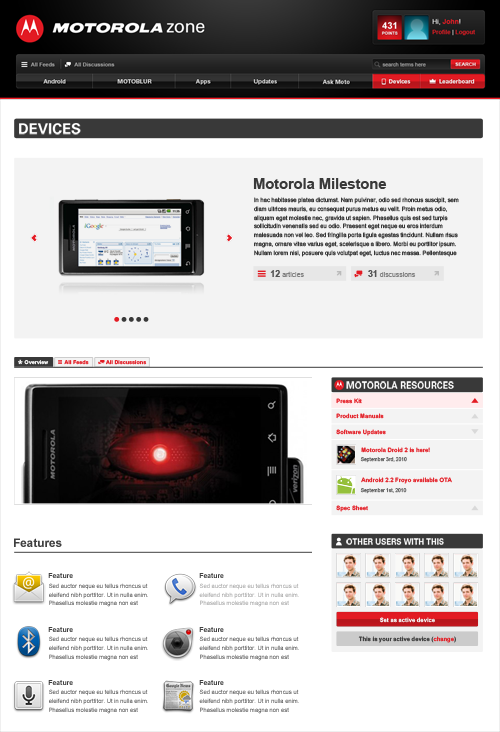 MOTOROLA zone
431
POINTS
Hi, John!
Profile | Logout
All Feeds
All Discussions
search terms here
SEARCH
Android
MOTOBLUR
Apps
Updates
Ask Moto
Devices
Leaderboard
DEVICES
Motorola Milestone
In hac habitasse platea dictumst. Nam pulvinar, odio sed rhoncus suscipit, sem
diam ultrices mauris, eu consequat purus metus eu velit. Proin metus odio,
aliquam eget molestie nec, gravida ut sapien. Phasellus quis est sed turpis
sollicitudin venenatis sed eu odio. Praesent eget neque eu eros interdum
malesuada non vel leo. Sed fringilla porta ligula egestas tincidunt. Nullam risus
magna, ornare vitae varius eget, scelerisque a libero. Morbi eu porttitor ipsum.
Nullam lorem nisi, posuere quis volutpat eget, luctus nec massa. Pellentesque
12 articles
31 discussions
Overview
All Feeds
All Discussions
MOTOROLA
verizon
MOTOROLA RESOURCES
Press Kit
Product Manuals
Software Updates
Motorola Droid 2 is here!
September 3rd, 2010
Android 2.2 Froyo available OTA
September 1st, 2010
Spec Sheet
Features
Feature
Sed auctor neque eu tellus rhoncus ut
eleifend nibh porttitor. Ut in nulla enim.
Phasellus molestie magna non est
Feature
Sed auctor neque eu tellus rhoncus ut
eleifend nibh porttitor. Ut in nulla enim.
Phasellus molestie magna non est
Feature
Sed auctor neque eu tellus rhoncus ut
eleifend nibh porttitor. Ut in nulla enim.
Phasellus molestie magna non est
Feature
Sed auctor neque eu tellus rhoncus ut
eleifend nibh porttitor. Ut in nulla enim.
Phasellus molestie magna non est
Feature
Sed auctor neque eu tellus rhoncus ut
eleifend nibh porttitor. Ut in nulla enim.
Phasellus molestie magna non est
Google News
Feature
Sed auctor neque eu tellus rhoncus ut
eleifend nibh porttitor. Ut in nulla enim.
Phasellus molestie magna non est
OTHER USERS WITH THIS
Set as active device
This is your active device (change)